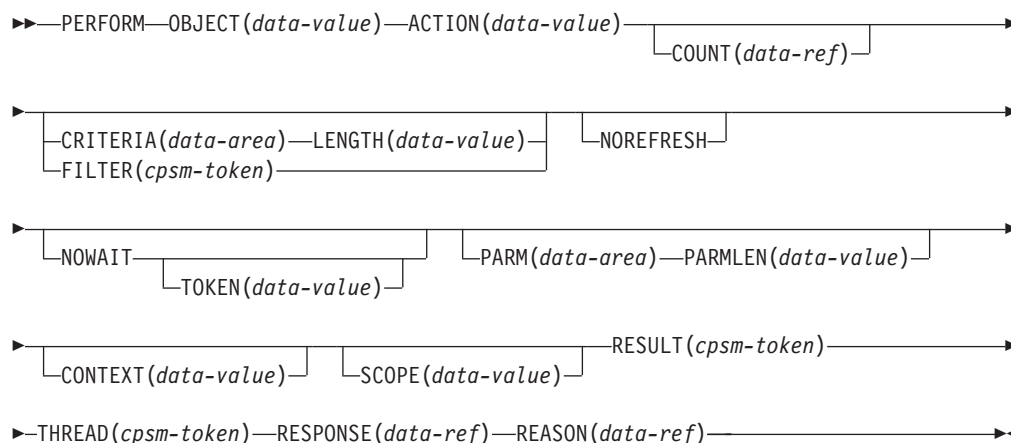 PERFORM OBJECT(data-value) ACTION(data-value)
COUNT(data-ref)
CRITERIA(data-area) LENGTH(data-value) NOREFRESH
FILTER(cpsm-token)
NOWAIT PARM(data-area) PARMLEN(data-value)
TOKEN(data-value)
RESULT(cpsm-token)
CONTEXT(data-value) SCOPE(data-value)
THREAD(cpsm-token) RESPONSE(data-ref) REASON(data-ref)